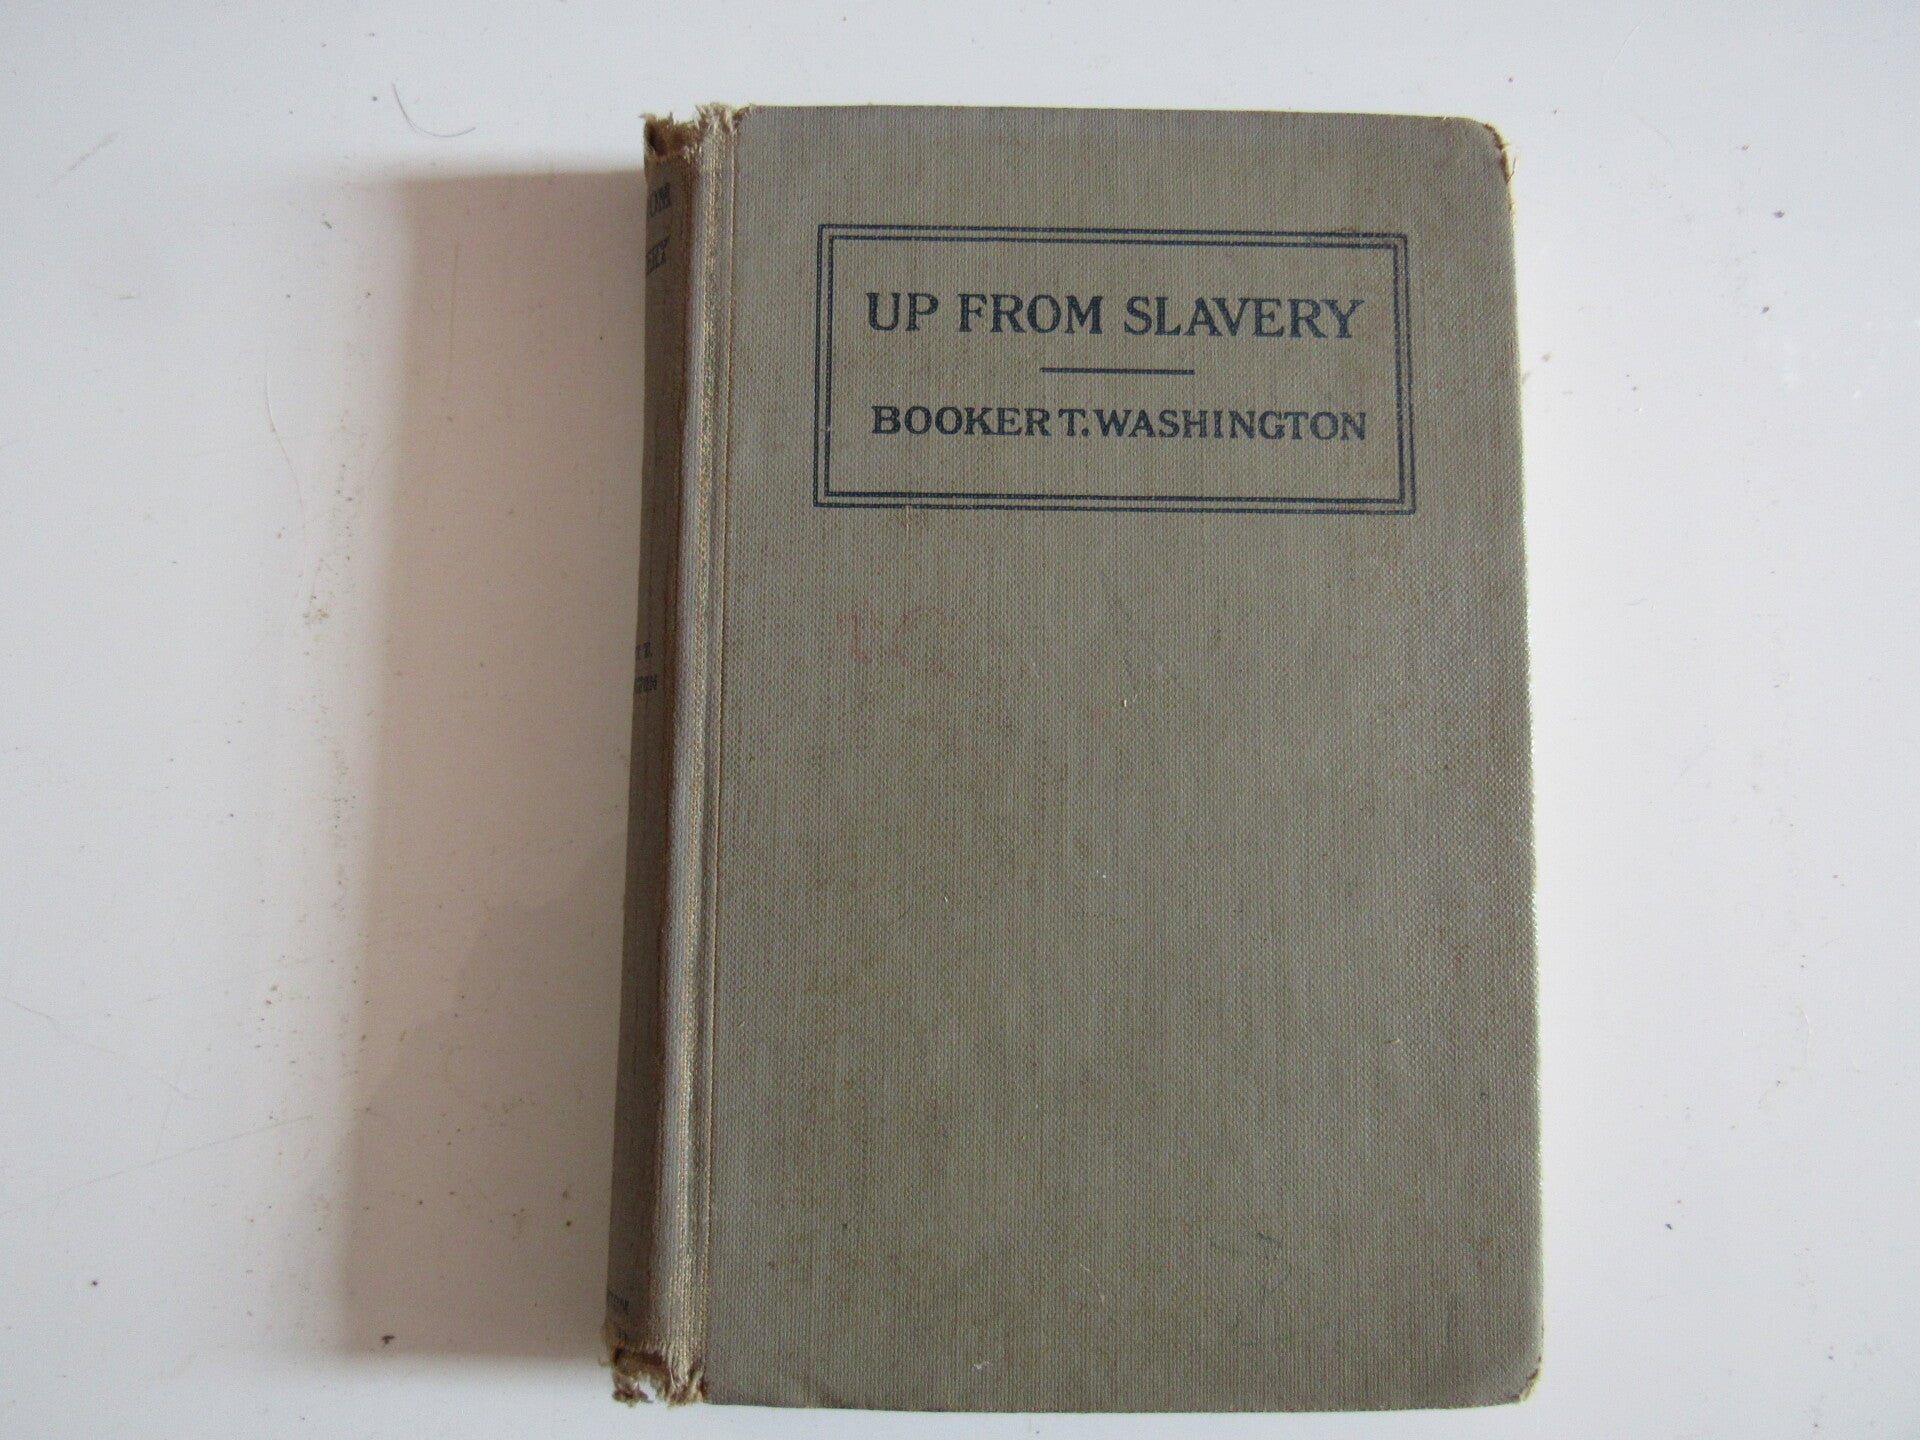 UP FROM SLAVERY
BOOKER T. WASHINGTON